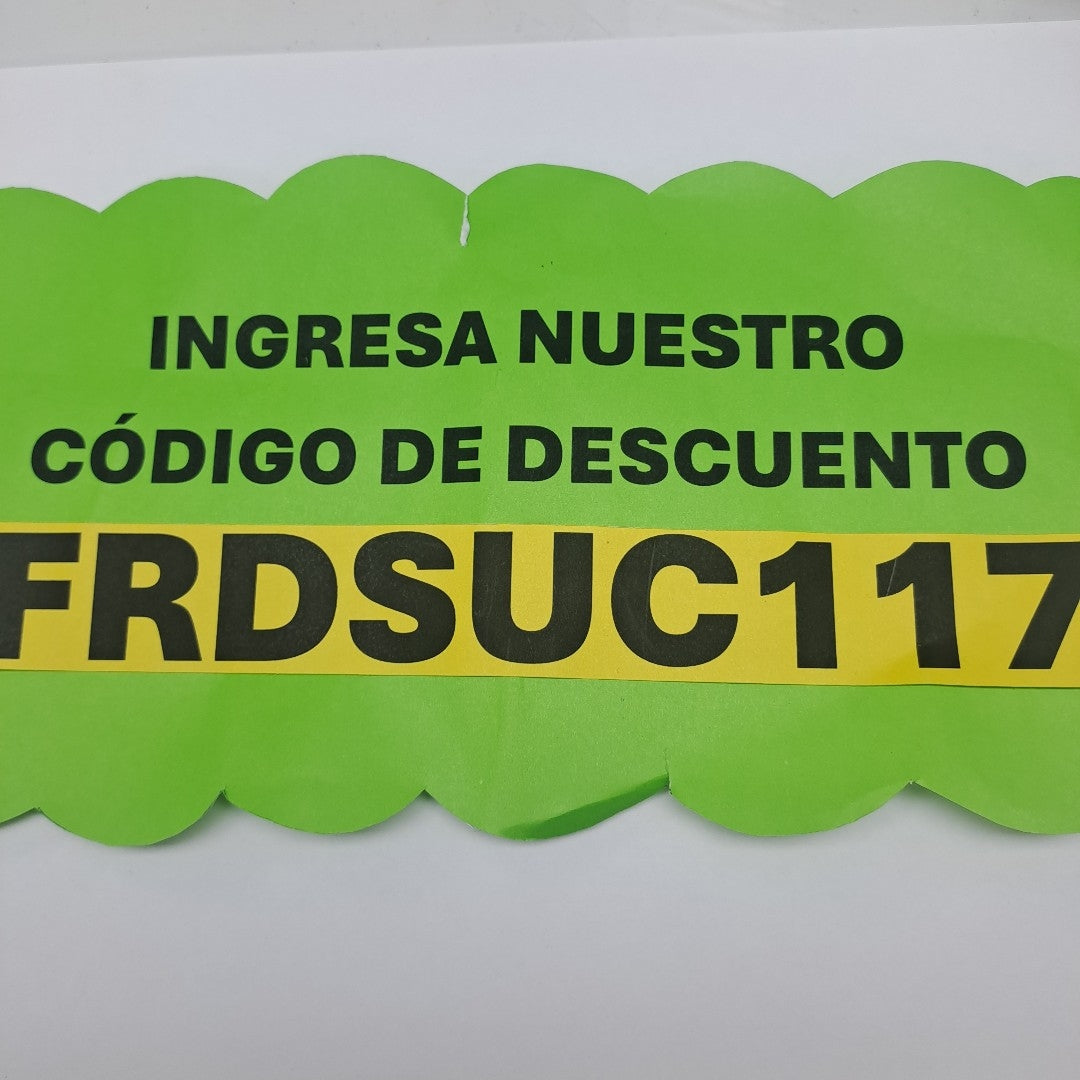 INGRESA NUESTRO
CÓDIGO DE DESCUENTO
FRDSUC117